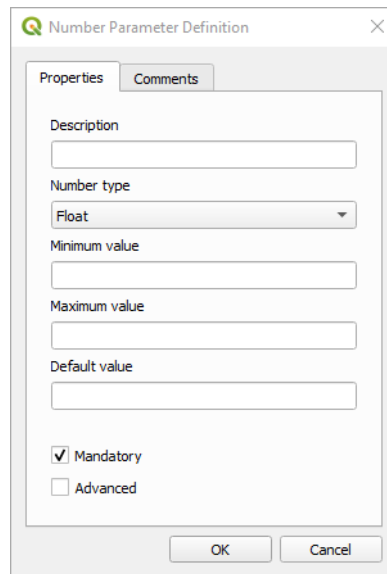 Number Parameter Definition
Properties
Comments
Description
Number type
Float
Minimum value
Maximum value
Default value
Mandatory
Advanced
OK
Cancel